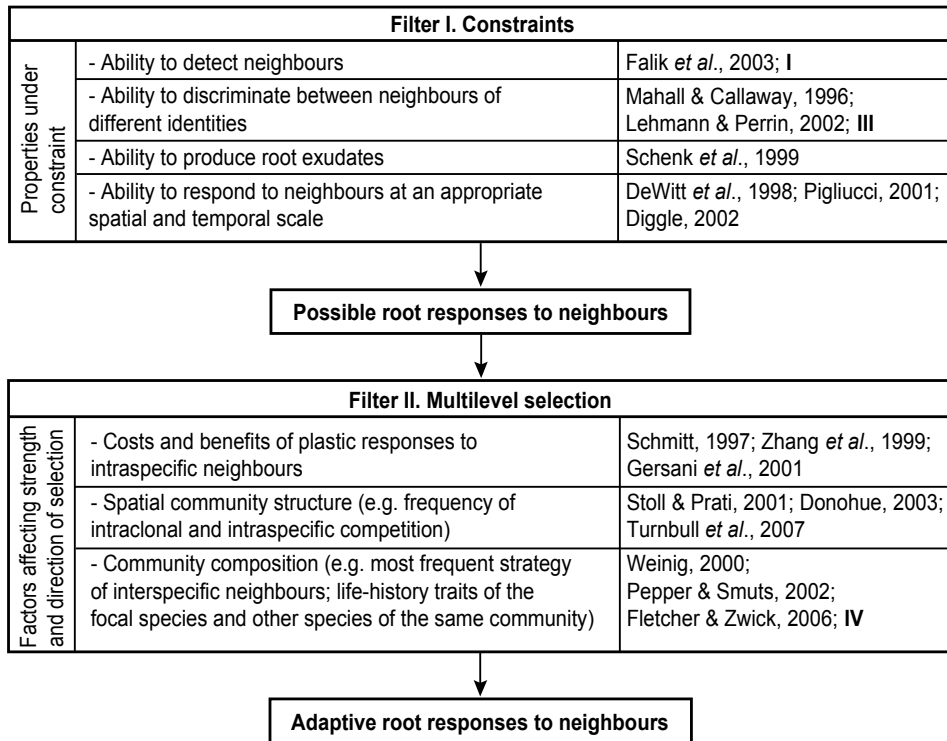 Filter I. Constraints
Properties under
constraint
- Ability to detect neighbours
Falik et al., 2003; I
- Ability to discriminate between neighbours of
different identities
Mahall & Callaway, 1996;
Lehmann & Perrin, 2002; III
- Ability to produce root exudates
Schenk et al., 1999
- Ability to respond to neighbours at an appropriate
spatial and temporal scale
DeWitt et al., 1998; Pigliucci, 2001;
Diggle, 2002
Possible root responses to neighbours
Filter II. Multilevel selection
Factors affecting strength
and direction of selection
- Costs and benefits of plastic responses to
intraspecific neighbours
Schmitt, 1997; Zhang et al., 1999;
Gersani et al., 2001
- Spatial community structure (e.g. frequency of
intraclonal and intraspecific competition)
Stoll & Prati, 2001; Donohue, 2003;
Turnbull et al., 2007
- Community composition (e.g. most frequent strategy
of interspecific neighbours; life-history traits of the
focal species and other species of the same community)
Weinig, 2000;
Pepper & Smuts, 2002;
Fletcher & Zwick, 2006; IV
Adaptive root responses to neighbours